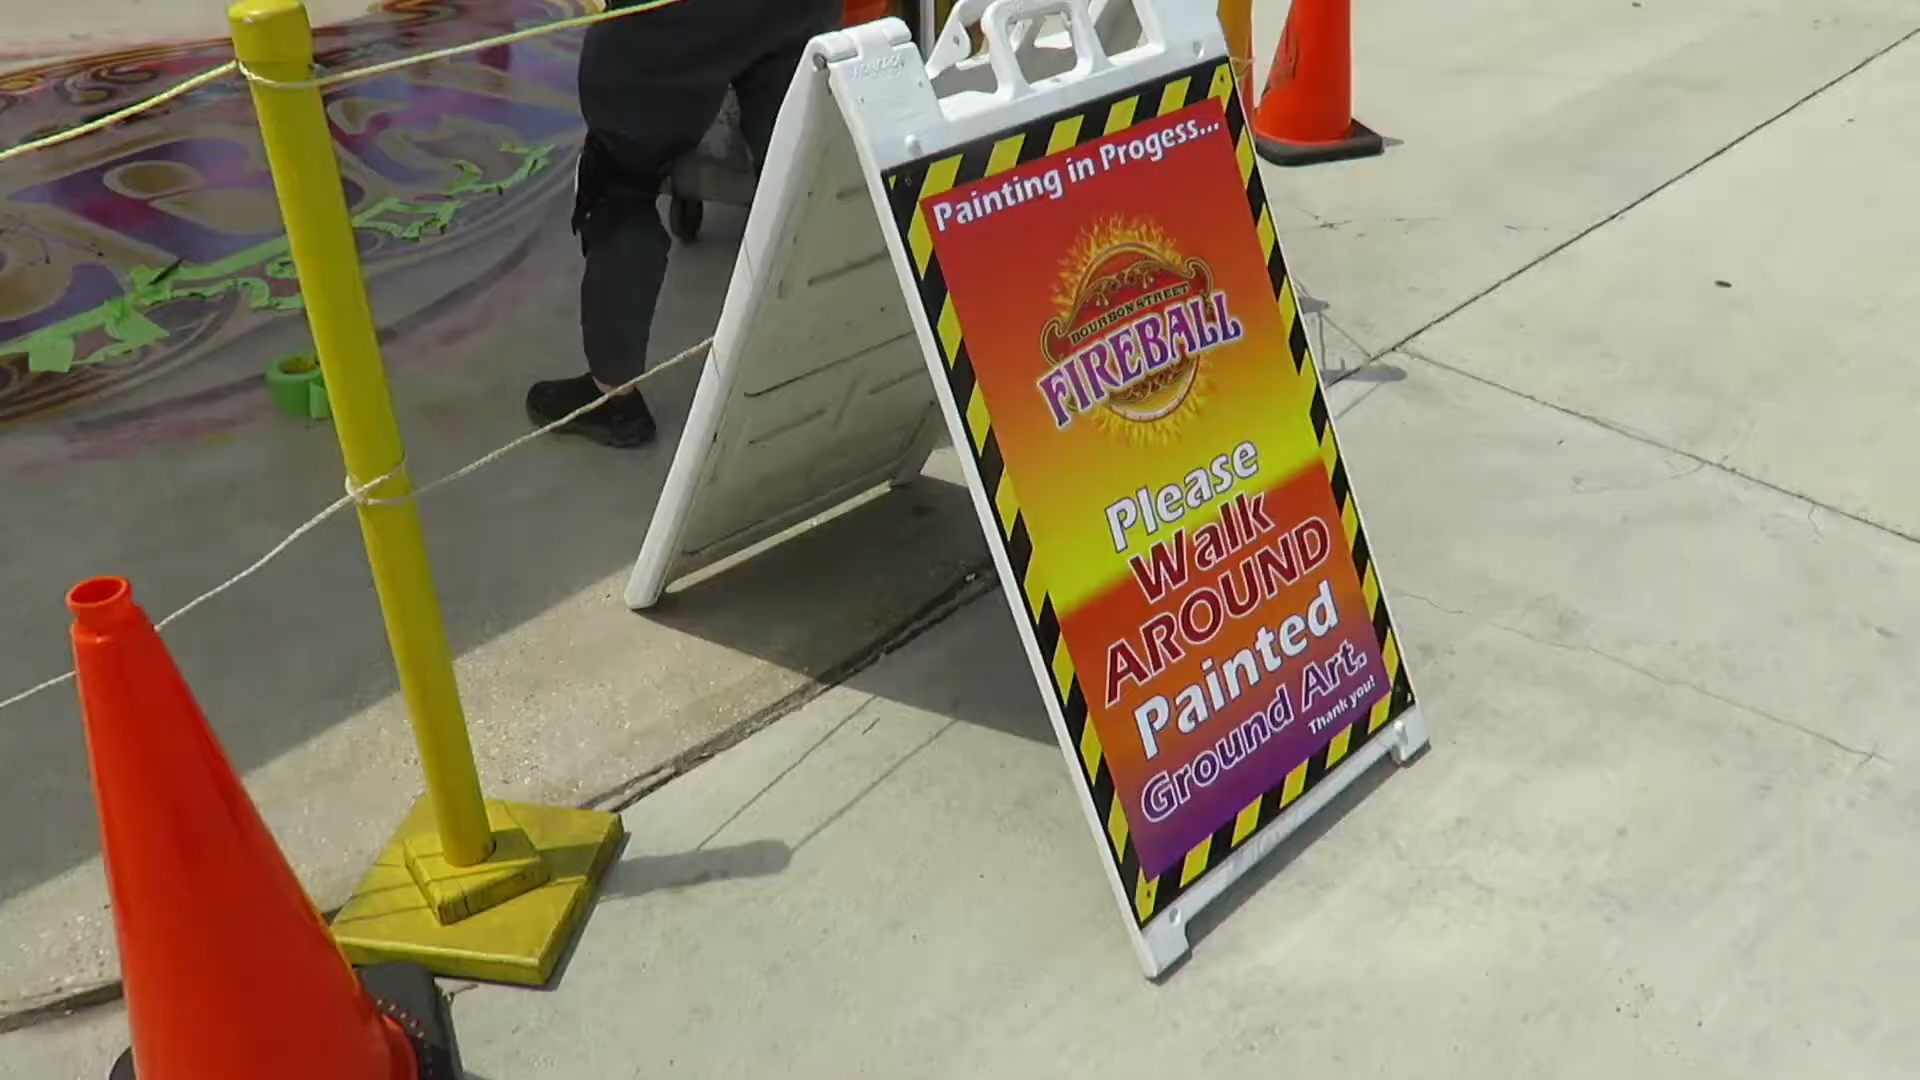 Painting in Progess...
BOURBON STREET
FIREBALL
Please
Walk
AROUND
Painted
Ground Art.
Thank you!